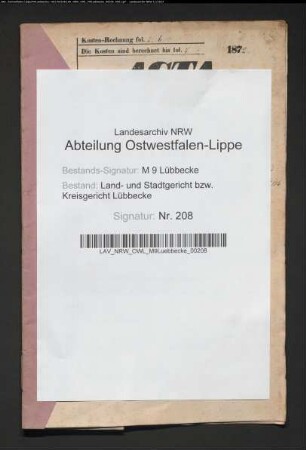 Kosten-Rechnung fol.
Die Kosten sind berechnet bis fol.
187
ACTA
Landesarchiv NRW
Abteilung Ostwestfalen-Lippe
Bestands-Signatur: M 9 Lübbecke
Bestand: Land- und Stadtgericht bzw.
Kreisgericht Lübbecke
Signatur: Nr. 208